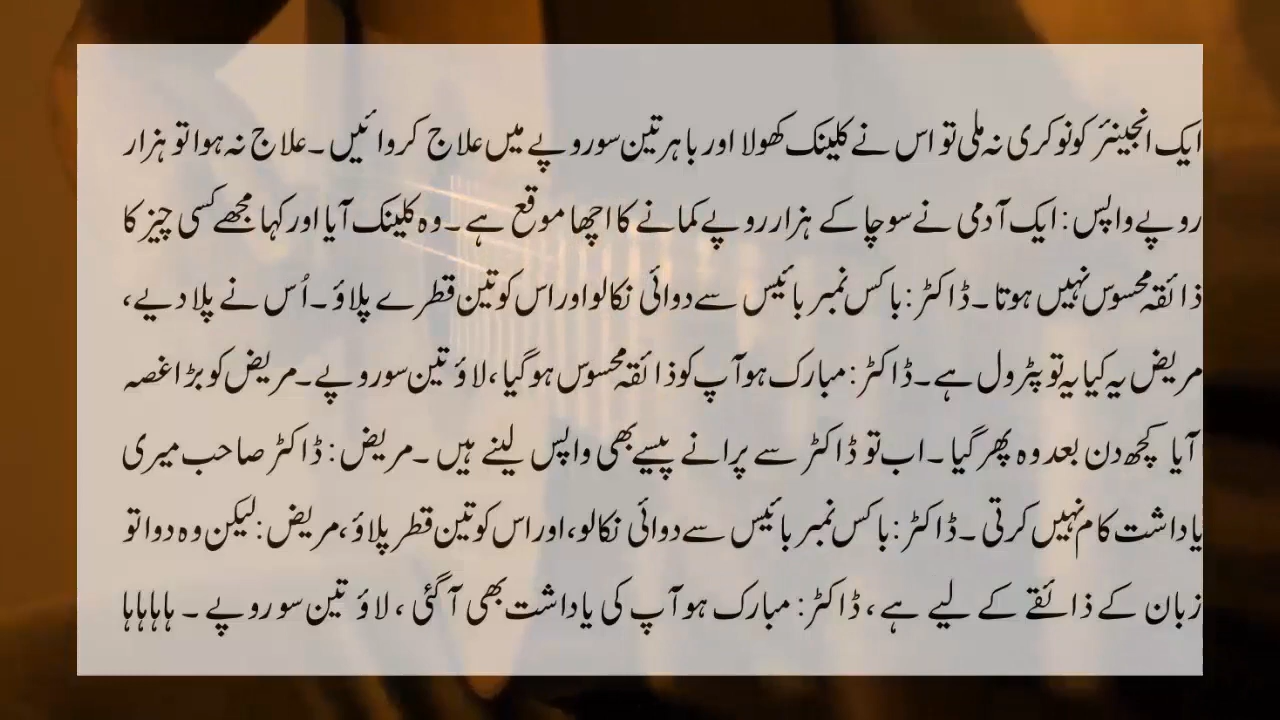 ایک انجینئر کو نوکری نہ ملی تو اس نے کلینک کھولا اور باہر تین سو روپے میں علاج کروائیں۔ علاج نہ ہوا تو ہزار
روپے واپس: ایک آدمی نے سوچا کے ہزار روپے کمانے کا اچھا موقع ہے۔ وہ کلینک آیا اور کہا مجھے کسی چیز کا
ذائقہ محسوس نہیں ہوتا۔ ڈاکٹر: باکس نمبر بائیس سے دوائی نکالو اور اس کو تین قطرے پلاؤ۔ اُس نے پلا دیے،
مریض یہ کیا یہ تو پٹرول ہے۔ ڈاکٹر: مبارک ہو آپ کو ذائقہ محسوس ہو گیا، لاؤ تین سو روپے۔ مریض کو بڑا غصہ
آیا کچھ دن بعد وہ پھر گیا۔ اب تو ڈاکٹر سے پرانے پیسے بھی واپس لینے ہیں۔ مریض: ڈاکٹر صاحب میری
یاداشت کام نہیں کرتی۔ ڈاکٹر: باکس نمبر بائیس سے دوائی نکالو، اور اس کو تین قطر پلاؤ، مریض: لیکن وہ دوا تو
زبان کے ذائقے کے لیے ہے، ڈاکٹر: مبارک ہو آپ کی یاداشت بھی آ گئی، لاؤ تین سو روپے۔ ہاہاہاہا